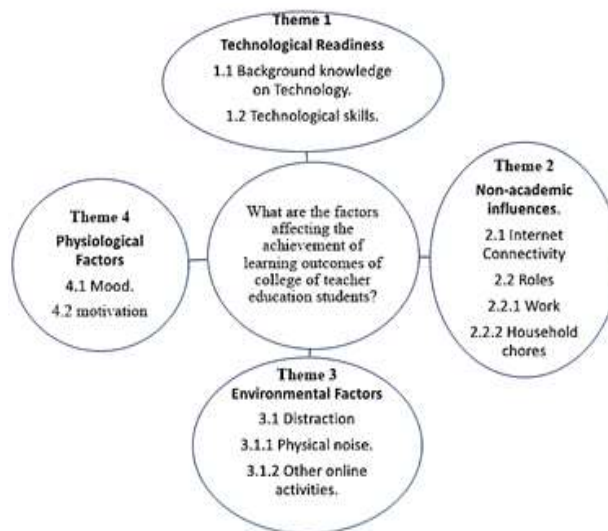 Theme 1
Technological Readiness
1.1 Background knowledge
on Technology.
1.2 Technological skills.
Theme 2
Non-academic
influences.
2.1 Internet
Connectivity
2.2 Roles
2.2.1 Work
2.2.2 Household
chores
Theme 4
Physiological
Factors
4.1 Mood.
4.2 motivation
What are the factors
affecting the
achievement of
learning outcomes of
college of teacher
education students?
Theme 3
Environmental Factors
3.1 Distraction
3.1.1 Physical noise.
3.1.2 Other online
activities.